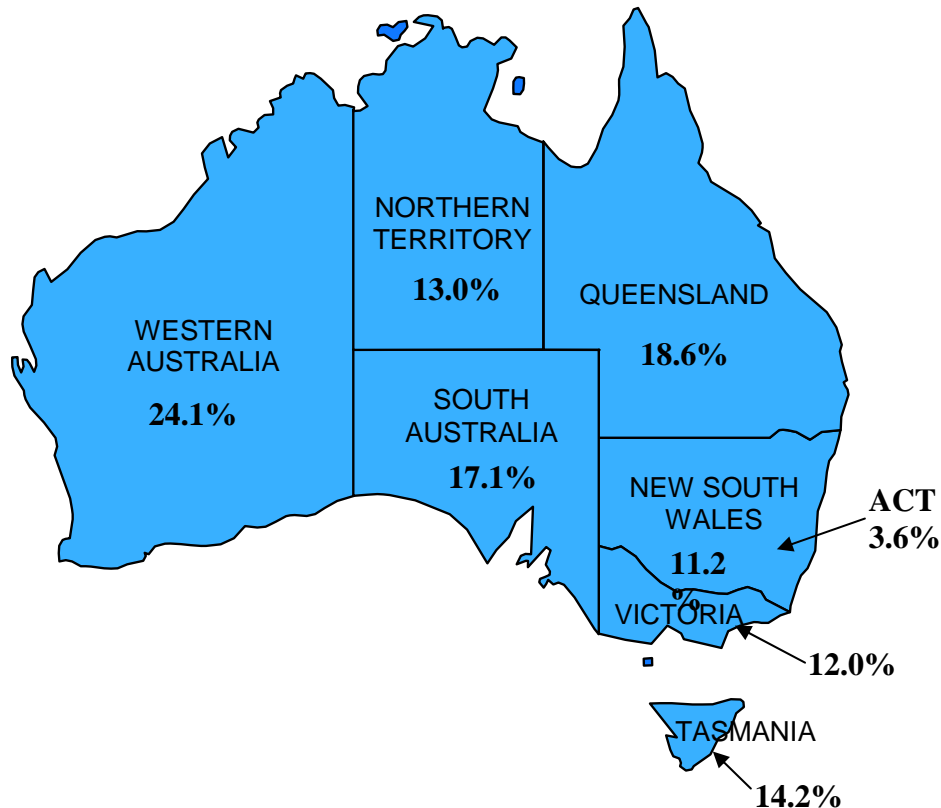 NORTHERN
TERRITORY
13.0%
QUEENSLAND
18.6%
WESTERN
AUSTRALIA
24.1%
SOUTH
AUSTRALIA
17.1%
NEW SOUTH
WALES
11.2
%
ACT
3.6%
VICTORIA
12.0%
TASMANIA
14.2%